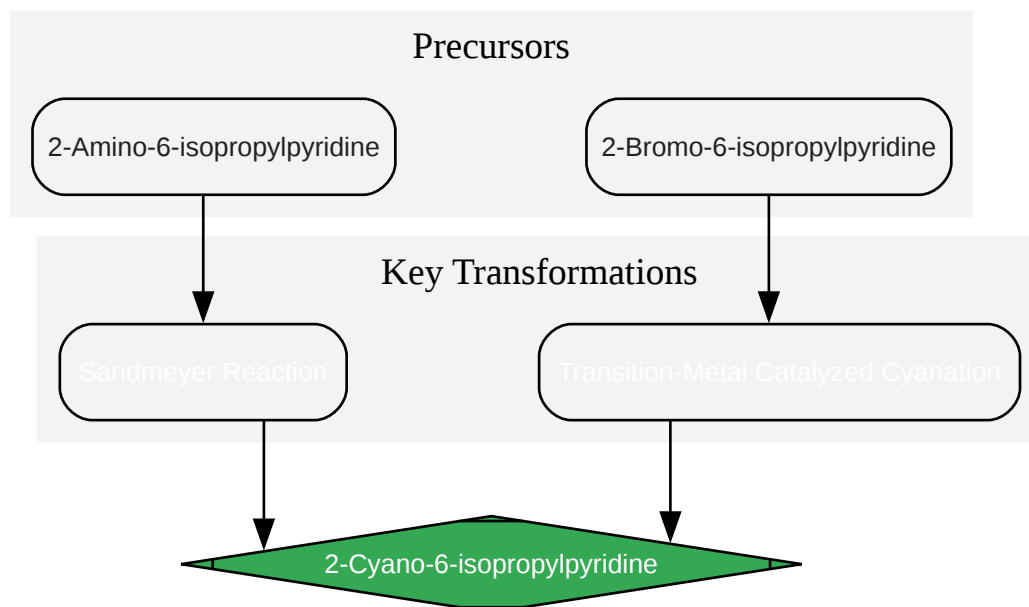 Precursors
2-Amino-6-isopropylpyridine
2-Bromo-6-isopropylpyridine
Key Transformations
Sandmeyer Reaction
Transition-Metal Catalyzed Cyanation
2-Cyano-6-isopropylpyridine